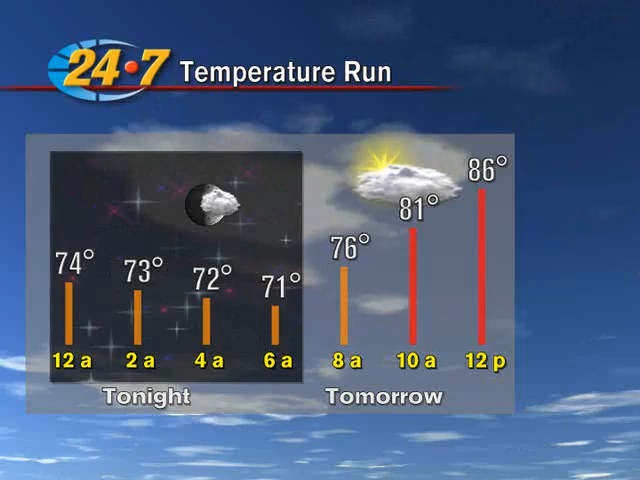 24•7 Temperature Run
74° 73° 72° 71° 76° 81° 86°
12 a 2 a 4 a 6 a 8 a 10 a 12 p
Tonight Tomorrow